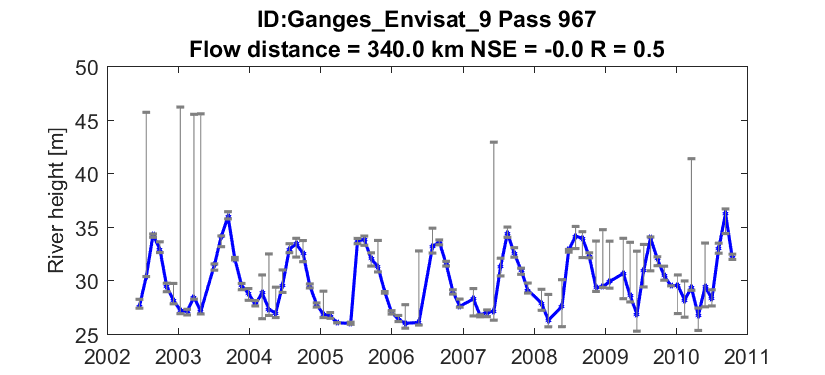 ID:Ganges_Envisat_9 Pass 967
Flow distance = 340.0 km NSE = -0.0 R = 0.5
River height [m]
50
45
40
35
30
25
2002 2003 2004 2005 2006 2007 2008 2009 2010 2011